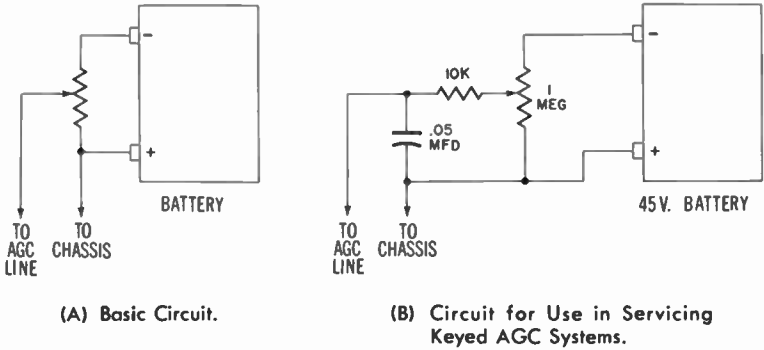 -
+
BATTERY
TO
AGC
LINE
TO
CHASSIS
(A) Basic Circuit.
10K
1
MEG
.05
MFD
-
+
45V. BATTERY
TO
AGC
LINE
TO
CHASSIS
(B) Circuit for Use in Servicing
Keyed AGC Systems.